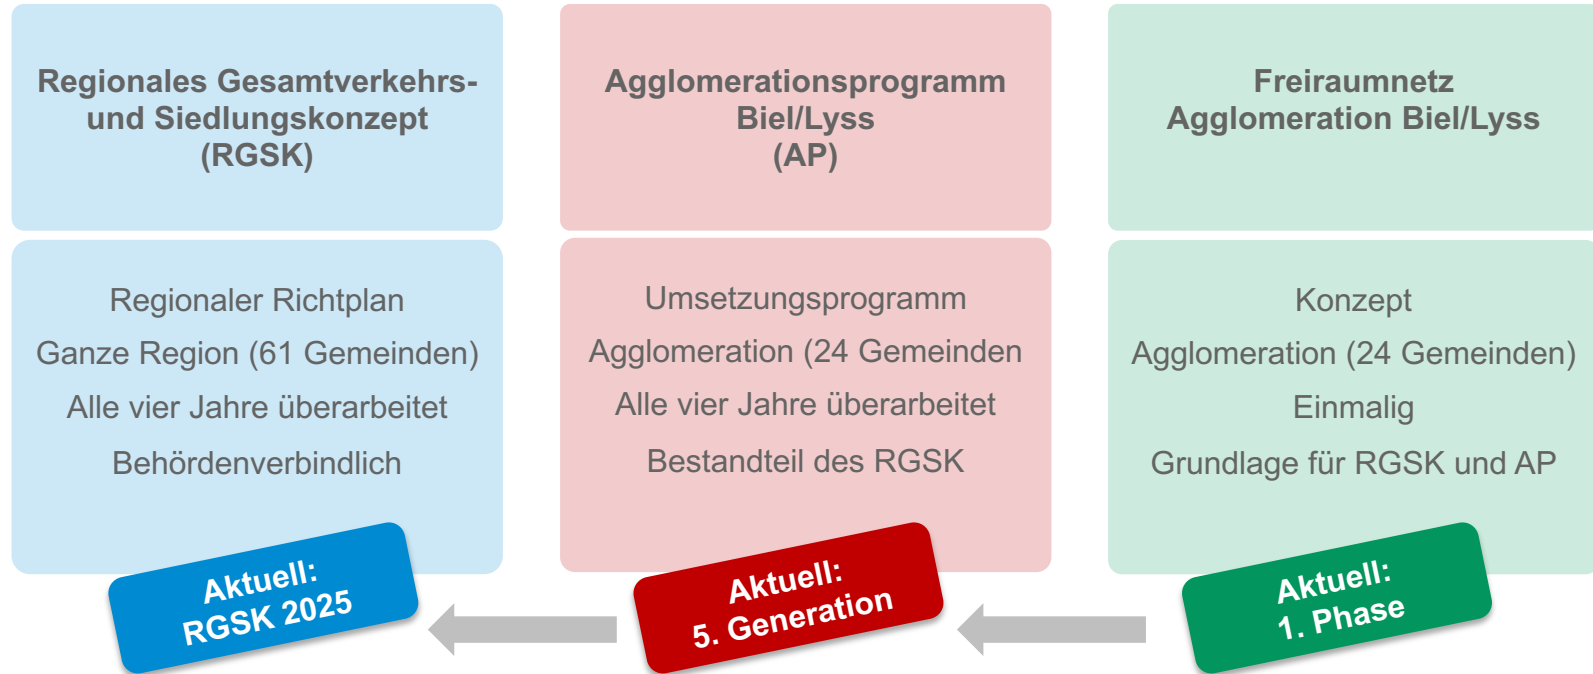 Regionales Gesamtverkehrs-
und Siedlungskonzept
(RGSK)
Regionaler Richtplan
Ganze Region (61 Gemeinden)
Alle vier Jahre überarbeitet
Behördenverbindlich
Aktuell:
RGSK 2025
Agglomerationsprogramm
Biel/Lyss
(AP)
Umsetzungsprogramm
Agglomeration (24 Gemeinden
Alle vier Jahre überarbeitet
Bestandteil des RGSK
Aktuell:
5. Generation
Freiraumnetz
Agglomeration Biel/Lyss
Konzept
Agglomeration (24 Gemeinden)
Einmalig
Grundlage für RGSK und AP
Aktuell:
1. Phase